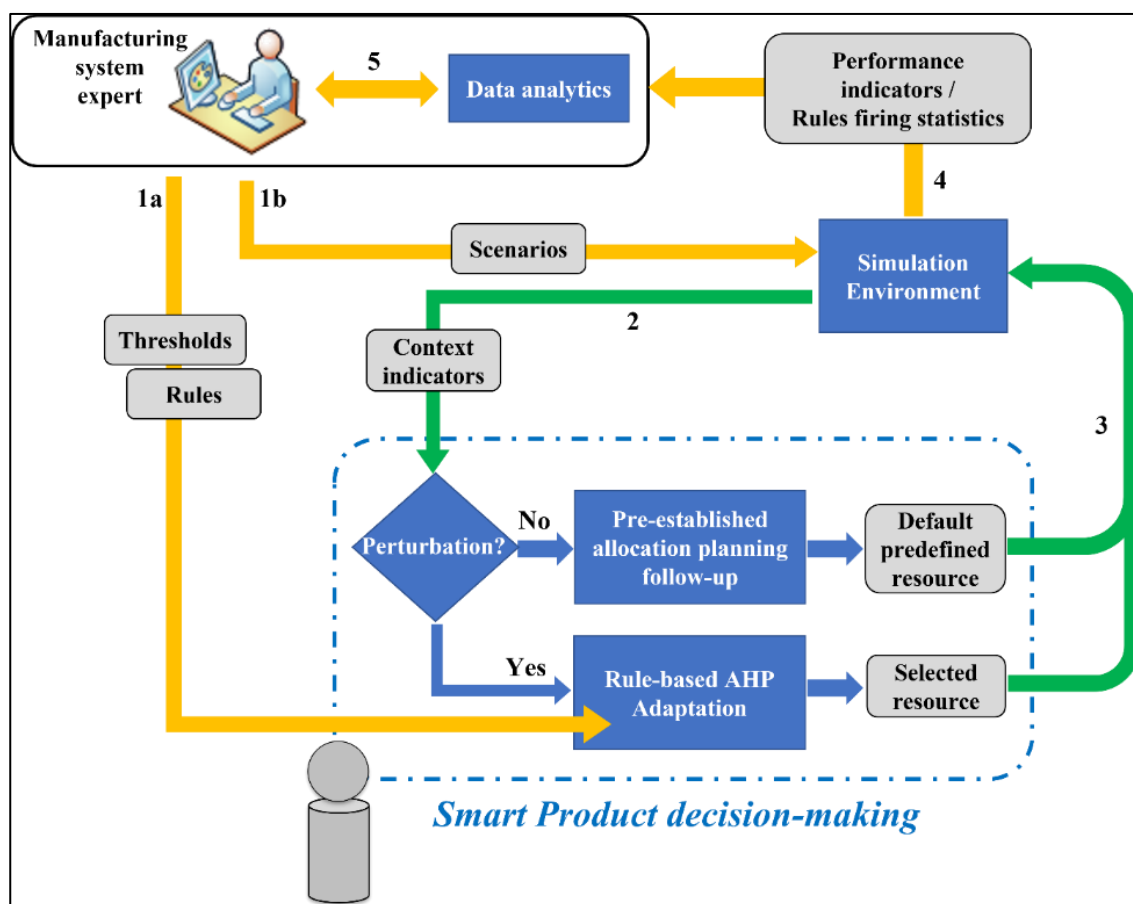 Manufacturing
system
expert
5
Data analytics
Performance
indicators /
Rules firing statistics
1a
1b
4
Scenarios
Simulation
Environment
2
Thresholds
Rules
Context
indicators
3
Perturbation?
No
Pre-established
allocation planning
follow-up
Default
predefined
resource
Yes
Rule-based AHP
Adaptation
Selected
resource
Smart Product decision-making